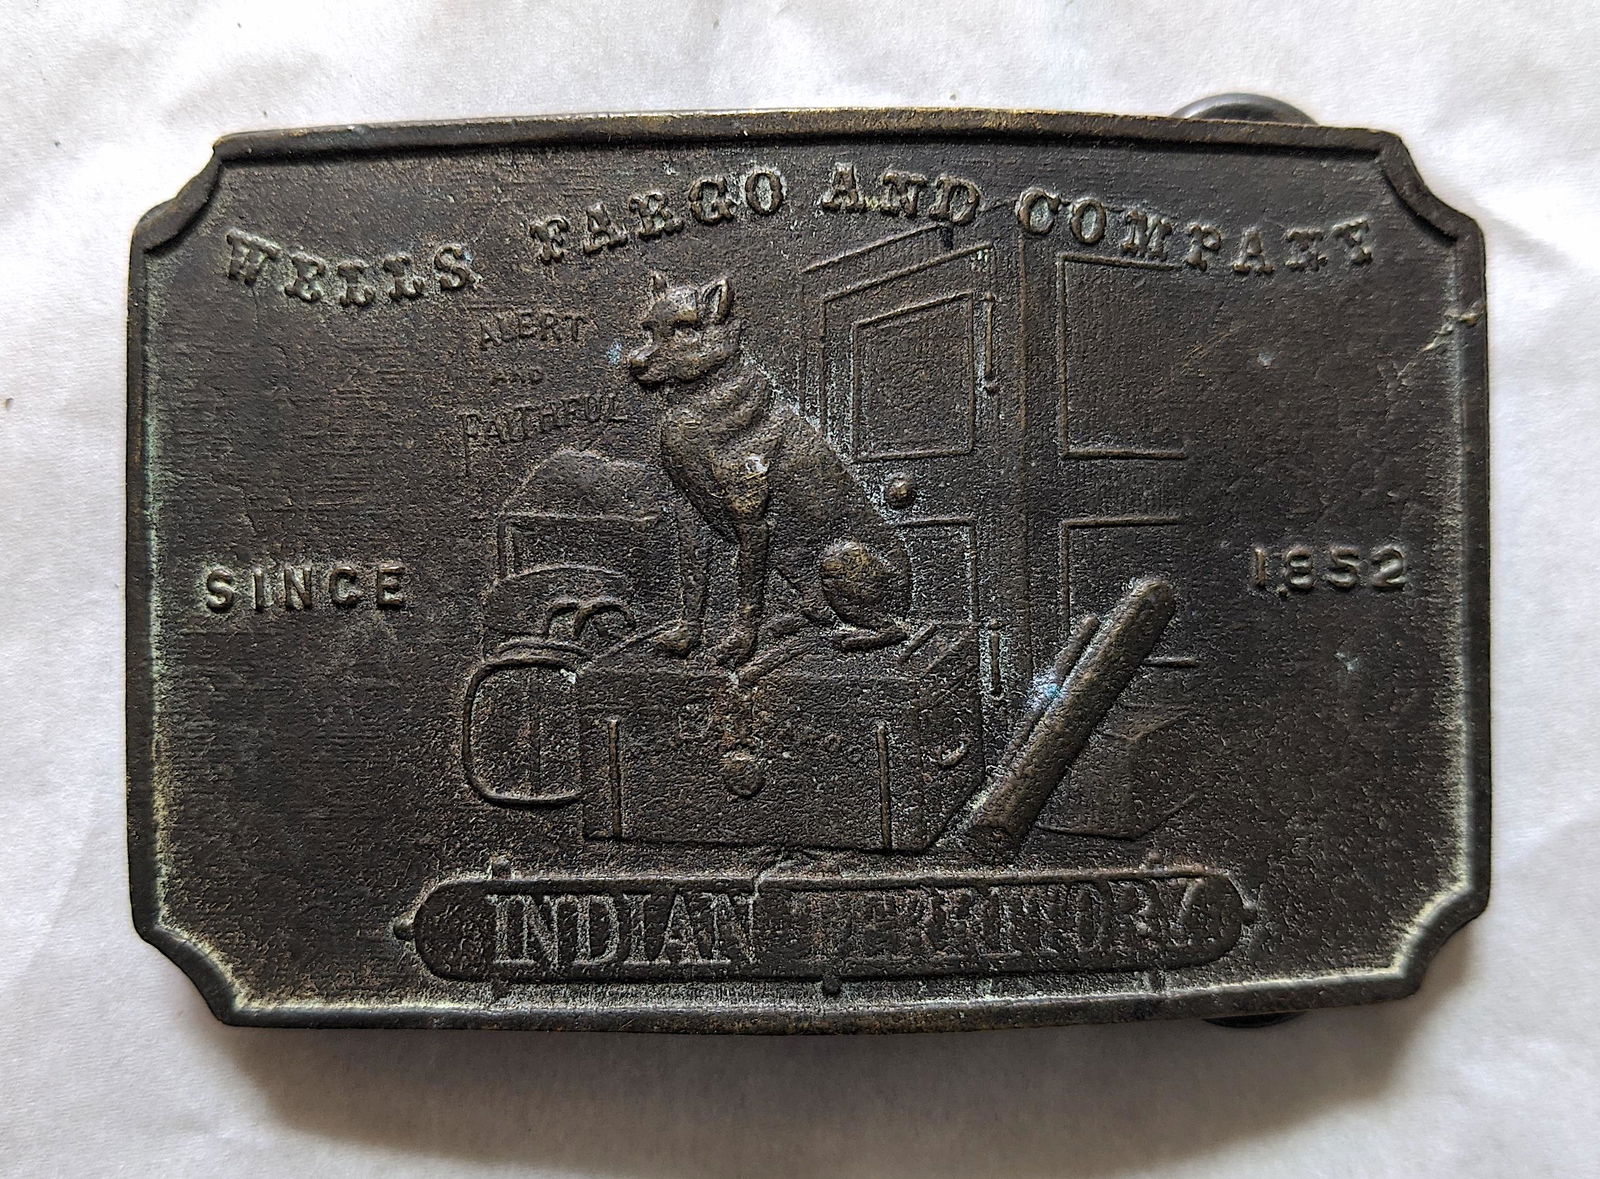 WELLS FARGO AND COMPANY
ALERT
AND
FAITHFUL
SINCE 1852
INDIAN TERRITORY